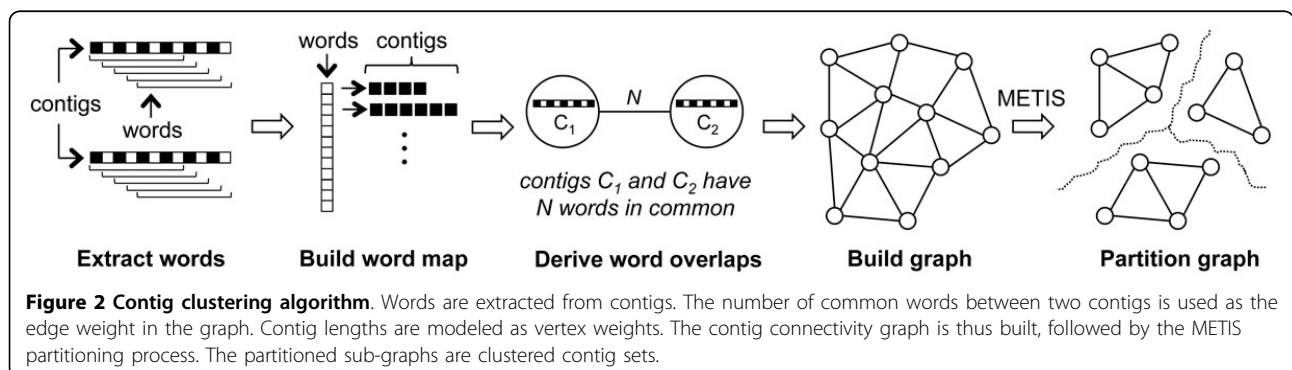 contigs
words
words
contigs
N
C1
C2
contigs C1 and C2 have
N words in common
METIS
Extract words
Build word map
Derive word overlaps
Build graph
Partition graph
Figure 2 Contig clustering algorithm. Words are extracted from contigs. The number of common words between two contigs is used as the
edge weight in the graph. Contig lengths are modeled as vertex weights. The contig connectivity graph is thus built, followed by the METIS
partitioning process. The partitioned sub-graphs are clustered contig sets.